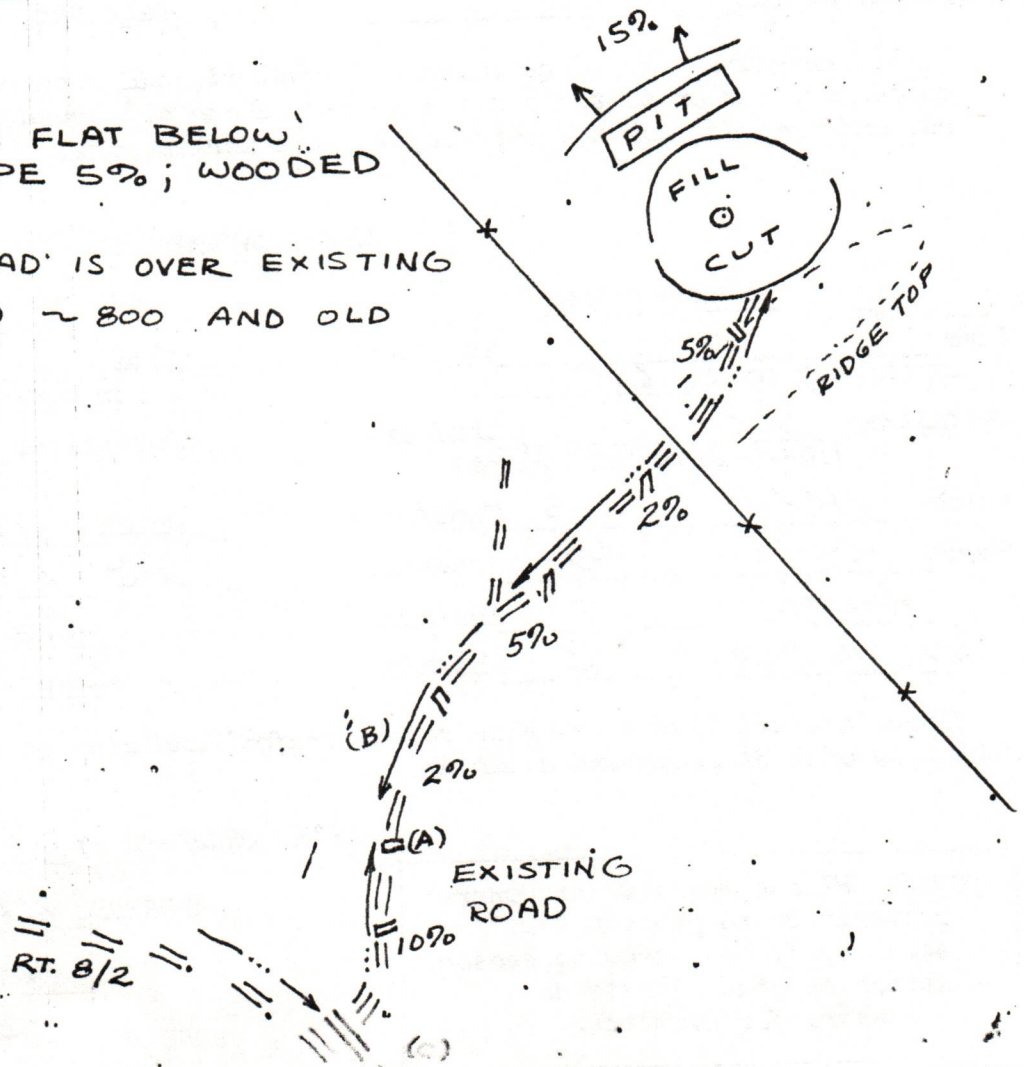 15%
PIT
FLAT BELOW
PE 5%; WOODED
FILL
CUT
AD IS OVER EXISTING
~ 800 AND OLD
5%
RIDGE TOP
2%
5%
(B)
2%
(A)
EXISTING
ROAD
10%
RT. 8/2
(C)